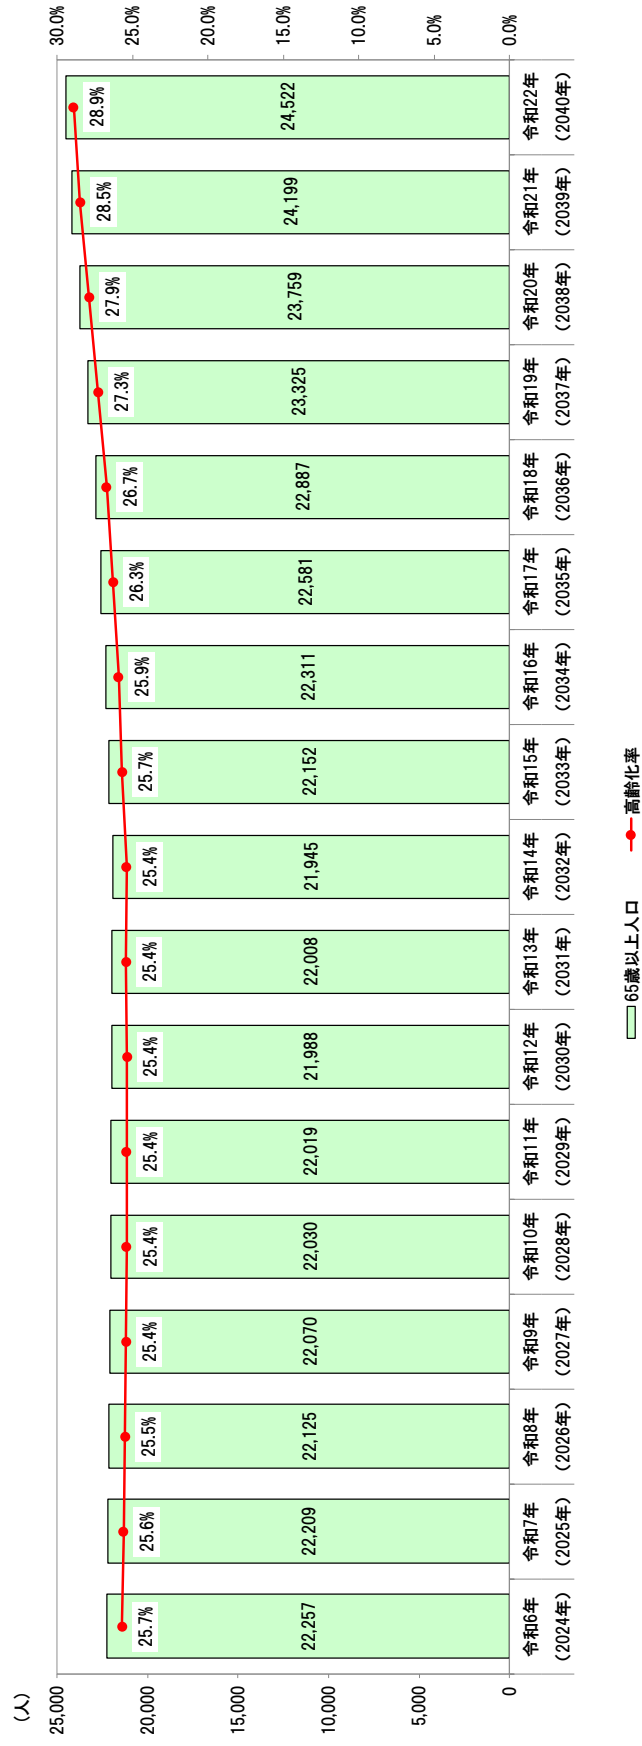 （人）
25,000
20,000
15,000
10,000
5,000
0
30.0%
25.0%
20.0%
15.0%
10.0%
5.0%
0.0%
25.7%
25.6%
25.5%
25.4%
25.4%
25.4%
25.4%
25.4%
25.4%
25.7%
25.9%
26.3%
26.7%
27.3%
27.9%
28.5%
28.9%
22,257
22,209
22,125
22,070
22,030
22,019
21,988
22,008
21,945
22,152
22,311
22,581
22,887
23,325
23,759
24,199
24,522
令和6年
（2024年）
令和7年
（2025年）
令和8年
（2026年）
令和9年
（2027年）
令和10年
（2028年）
令和11年
（2029年）
令和12年
（2030年）
令和13年
（2031年）
令和14年
（2032年）
令和15年
（2033年）
令和16年
（2034年）
令和17年
（2035年）
令和18年
（2036年）
令和19年
（2037年）
令和20年
（2038年）
令和21年
（2039年）
令和22年
（2040年）
65歳以上人口
高齢化率